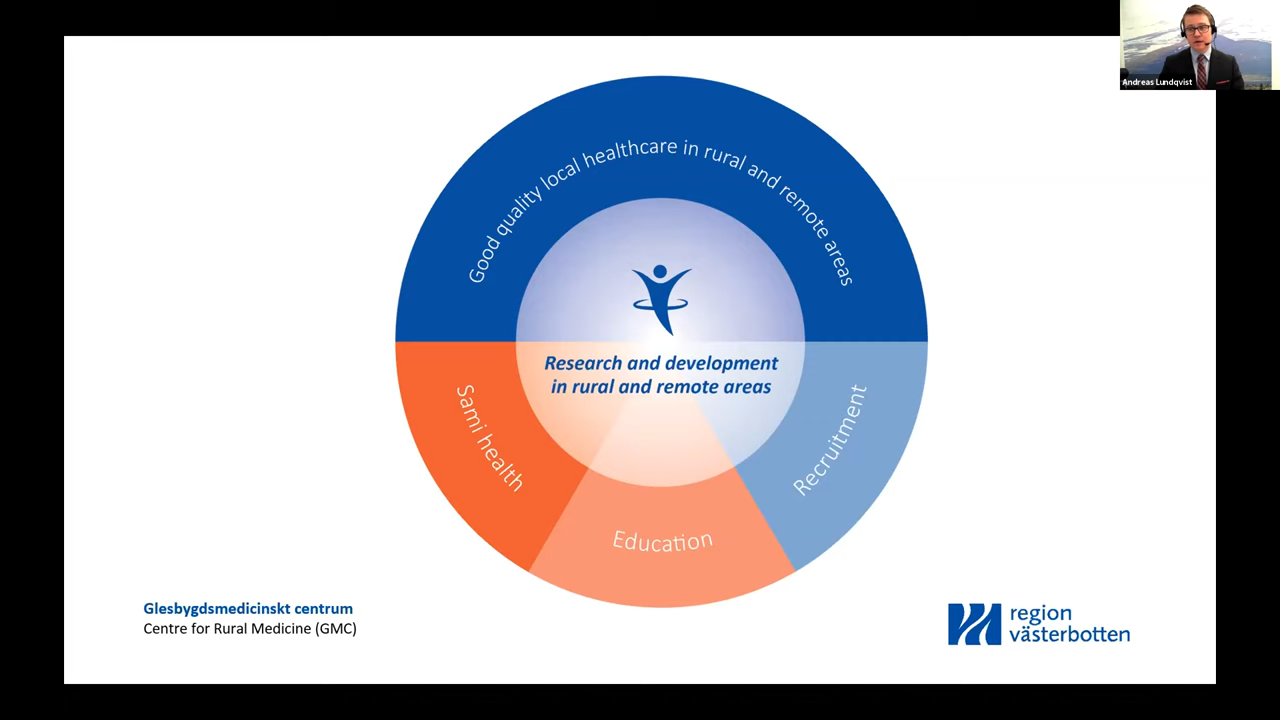 Andreas Lundqvist
Good quality local healthcare in rural and remote areas
Research and development
in rural and remote areas
Sami health
Recruitment
Education
Glesbygdsmedicinskt centrum
Centre for Rural Medicine (GMC)
region
västerbotten